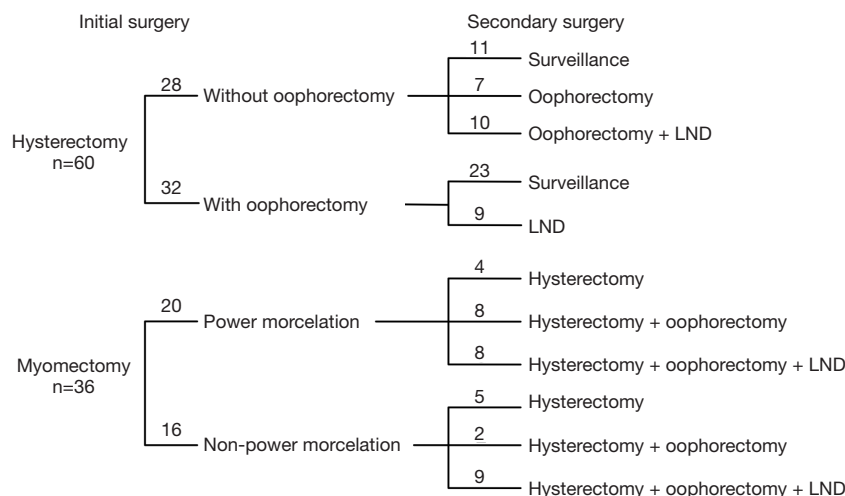 Initial surgery
Secondary surgery
Hysterectomy
n=60
28
Without oophorectomy
11
Surveillance
7
Oophorectomy
10
Oophorectomy + LND
32
With oophorectomy
23
Surveillance
9
LND
Myomectomy
n=36
20
Power morcelation
4
Hysterectomy
8
Hysterectomy + oophorectomy
8
Hysterectomy + oophorectomy + LND
16
Non-power morcelation
5
Hysterectomy
2
Hysterectomy + oophorectomy
9
Hysterectomy + oophorectomy + LND